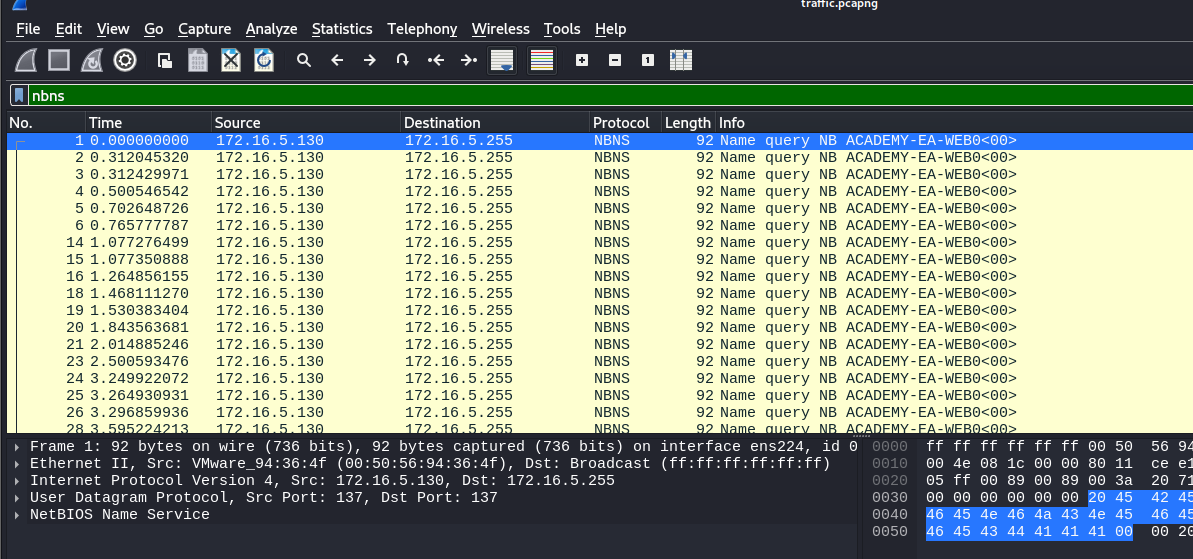 traffic.pcapng
File Edit View Go Capture Analyze Statistics Telephony Wireless Tools Help
nbns
No. Time Source Destination Protocol Length Info
1 0.000000000 172.16.5.130 172.16.5.255 NBNS 92 Name query NB ACADEMY-EA-WEB0<00>
2 0.312045320 172.16.5.130 172.16.5.255 NBNS 92 Name query NB ACADEMY-EA-WEB0<00>
3 0.312429971 172.16.5.130 172.16.5.255 NBNS 92 Name query NB ACADEMY-EA-WEB0<00>
4 0.500546542 172.16.5.130 172.16.5.255 NBNS 92 Name query NB ACADEMY-EA-WEB0<00>
5 0.702648726 172.16.5.130 172.16.5.255 NBNS 92 Name query NB ACADEMY-EA-WEB0<00>
6 0.765777787 172.16.5.130 172.16.5.255 NBNS 92 Name query NB ACADEMY-EA-WEB0<00>
14 1.077276499 172.16.5.130 172.16.5.255 NBNS 92 Name query NB ACADEMY-EA-WEB0<00>
15 1.077350888 172.16.5.130 172.16.5.255 NBNS 92 Name query NB ACADEMY-EA-WEB0<00>
16 1.264856155 172.16.5.130 172.16.5.255 NBNS 92 Name query NB ACADEMY-EA-WEB0<00>
18 1.468111270 172.16.5.130 172.16.5.255 NBNS 92 Name query NB ACADEMY-EA-WEB0<00>
19 1.530383404 172.16.5.130 172.16.5.255 NBNS 92 Name query NB ACADEMY-EA-WEB0<00>
20 1.843563681 172.16.5.130 172.16.5.255 NBNS 92 Name query NB ACADEMY-EA-WEB0<00>
21 2.014885246 172.16.5.130 172.16.5.255 NBNS 92 Name query NB ACADEMY-EA-WEB0<00>
23 2.500593476 172.16.5.130 172.16.5.255 NBNS 92 Name query NB ACADEMY-EA-WEB0<00>
24 3.249922072 172.16.5.130 172.16.5.255 NBNS 92 Name query NB ACADEMY-EA-WEB0<00>
25 3.264930931 172.16.5.130 172.16.5.255 NBNS 92 Name query NB ACADEMY-EA-WEB0<00>
26 3.296859936 172.16.5.130 172.16.5.255 NBNS 92 Name query NB ACADEMY-EA-WEB0<00>
28 3.595224213 172.16.5.130 172.16.5.255 NBNS 92 Name query NB ACADEMY-EA-WEB0<00>
Frame 1: 92 bytes on wire (736 bits), 92 bytes captured (736 bits) on interface ens224, id 0
Ethernet II, Src: VMware_94:36:4f (00:50:56:94:36:4f), Dst: Broadcast (ff:ff:ff:ff:ff:ff)
Internet Protocol Version 4, Src: 172.16.5.130, Dst: 172.16.5.255
User Datagram Protocol, Src Port: 137, Dst Port: 137
NetBIOS Name Service
0000 ff ff ff ff ff ff 00 50 56 94
0010 00 4e 08 1c 00 00 80 11 ce e1
0020 05 ff 00 89 00 89 00 3a 20 71
0030 00 00 00 00 00 00 20 45 42 45
0040 46 45 4e 46 4a 43 4e 45 46 45
0050 46 45 43 44 41 41 41 00 00 20